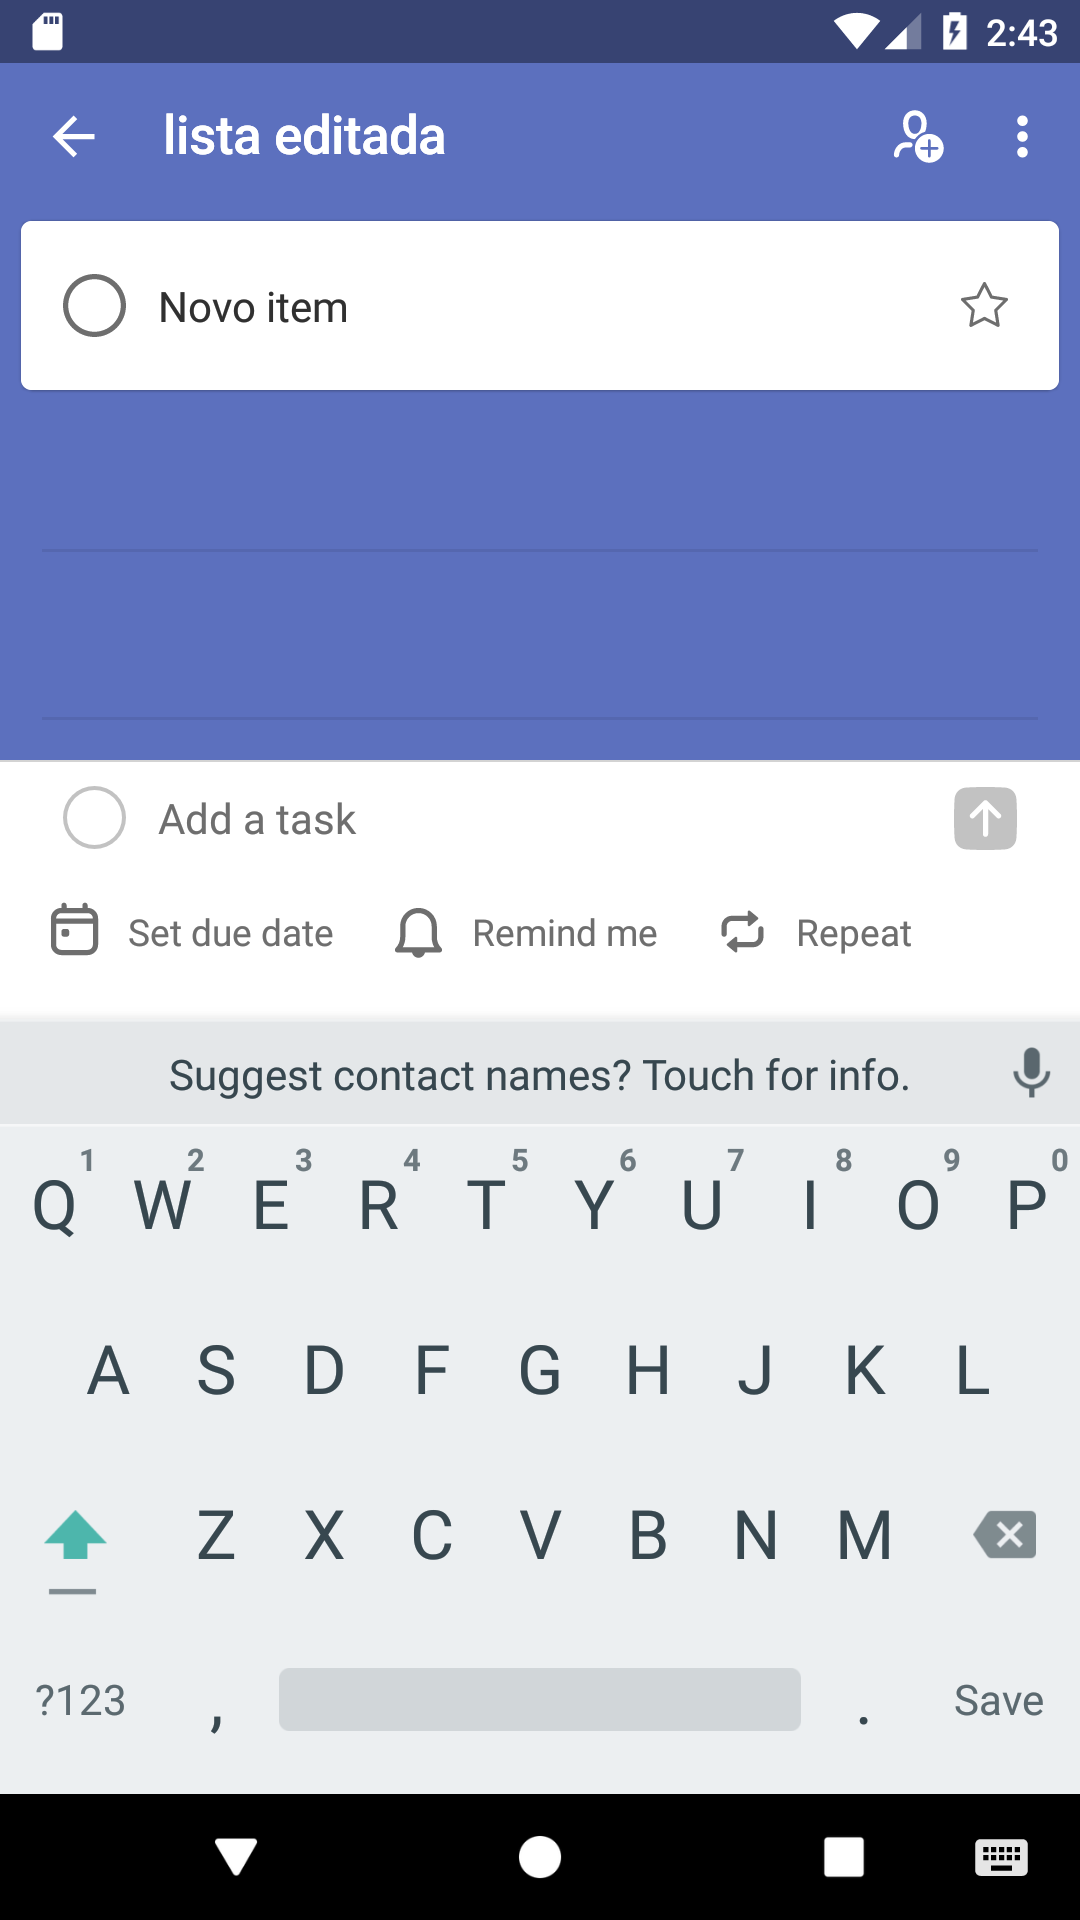 2:43
lista editada
Novo item
Add a task
Set due date Remind me Repeat
Suggest contact names? Touch for info.
1 2 3 4 5 6 7 8 9 0
Q W E R T Y U I O P
A S D F G H J K L
Z X C V B N M
?123 , . Save